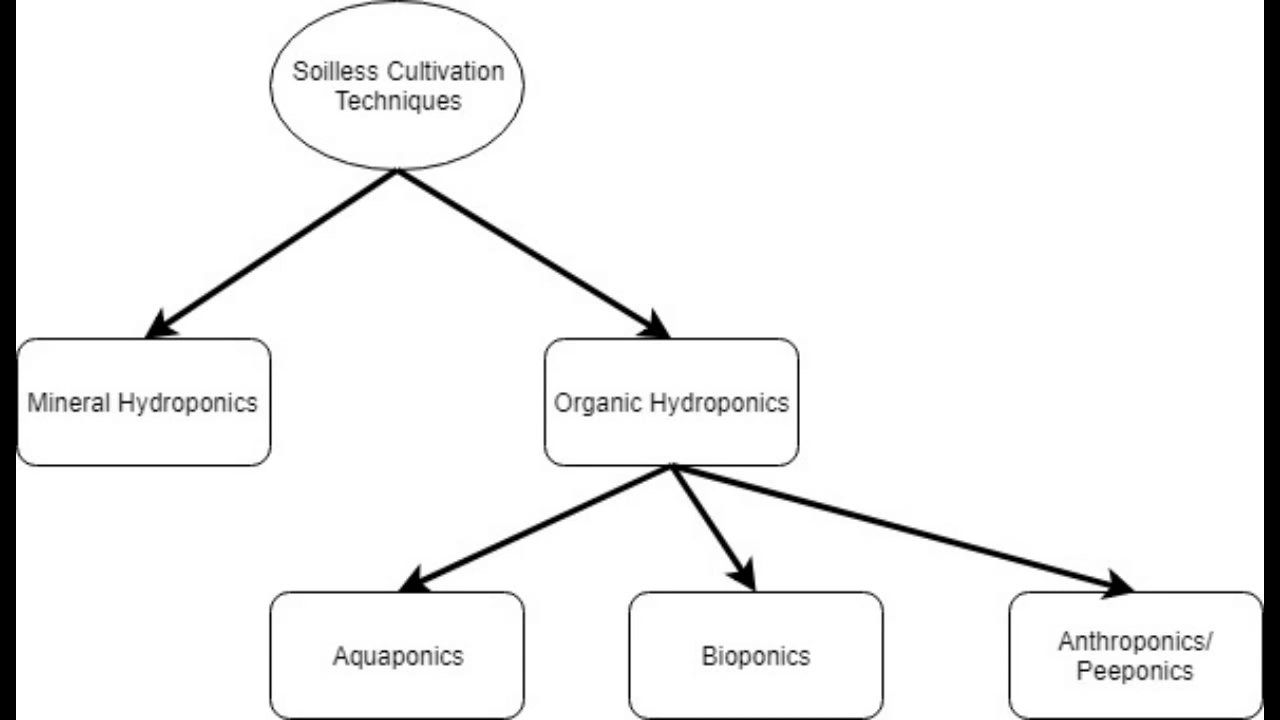 Soilless Cultivation
Techniques
Mineral Hydroponics
Organic Hydroponics
Aquaponics
Bioponics
Anthroponics/
Peeponics